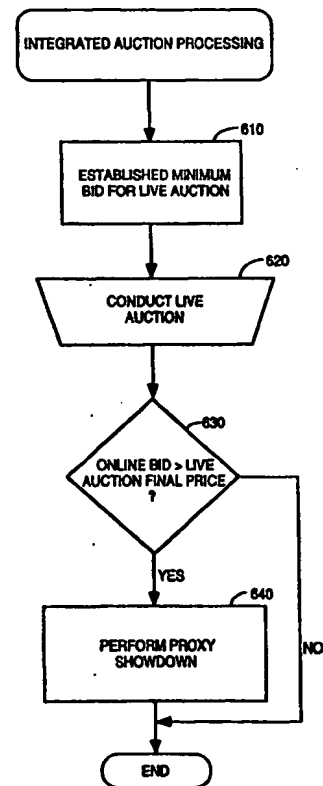 INTEGRATED AUCTION PROCESSING
610
ESTABLISHED MINIMUM
BID FOR LIVE AUCTION
620
CONDUCT LIVE
AUCTION
630
ONLINE BID > LIVE
AUCTION FINAL PRICE
?
YES
640
PERFORM PROXY
SHOWDOWN
NO
END